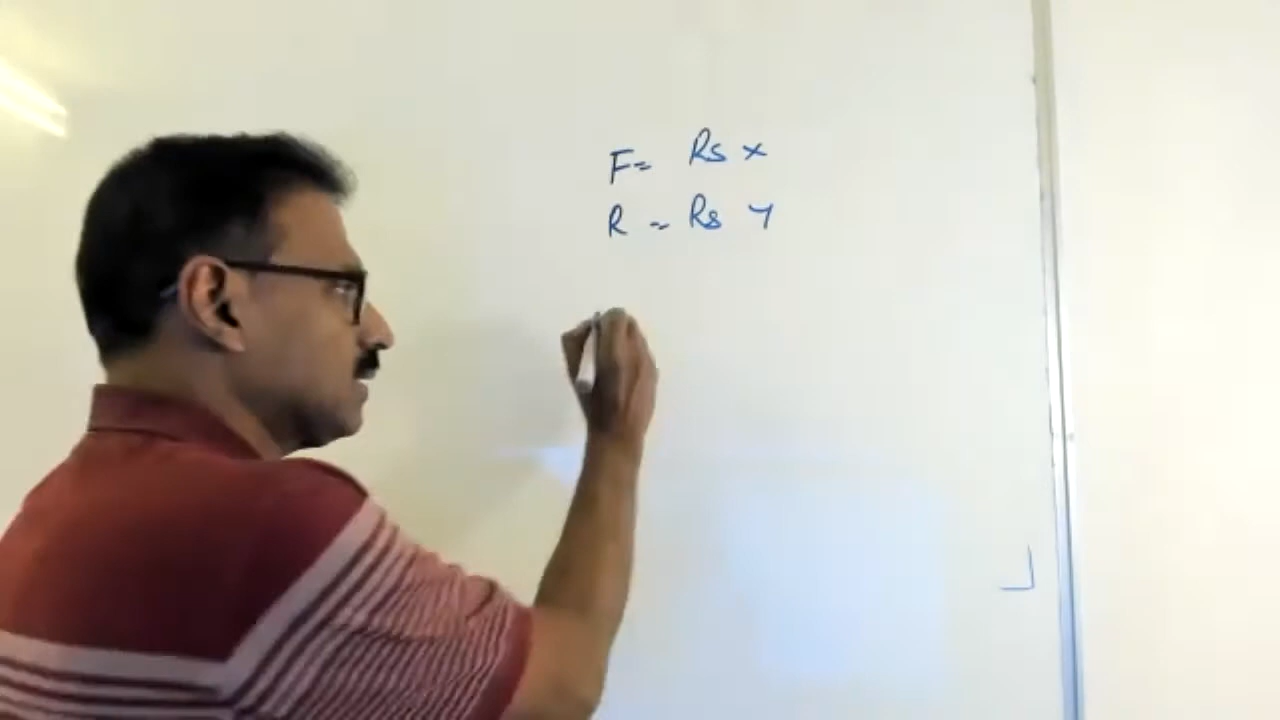 F= Rs x
R = Rs y